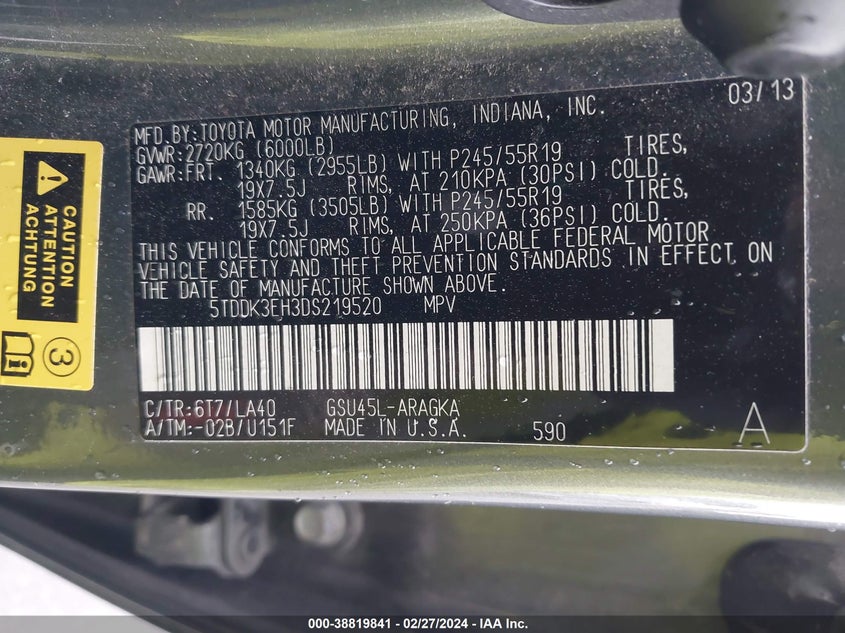 03/13
MFD.BY:TOYOTA MOTOR MANUFACTURING, INDIANA, INC.
GVWR:2720KG (6000LB)
GAWR:FRT. 1340KG (2955LB) WITH P245/55R19 TIRES,
19X7.5J RIMS, AT 210KPA (30PSI) COLD.
RR. 1585KG (3505LB) WITH P245/55R19 TIRES,
19X7.5J RIMS, AT 250KPA (36PSI) COLD.
THIS VEHICLE CONFORMS TO ALL APPLICABLE FEDERAL MOTOR
VEHICLE SAFETY AND THEFT PREVENTION STANDARDS IN EFFECT ON
THE DATE OF MANUFACTURE SHOWN ABOVE.
5TDDK3EH3DS219520 MPV
C/TR:6T7/LA40 GSU45L-ARAGKA
A/TM:-02B/U151F MADE IN U.S.A. 590 A
CAUTION
ATTENTION
ACHTUNG
3
000-38819841 - 02/27/2024 - IAA Inc.